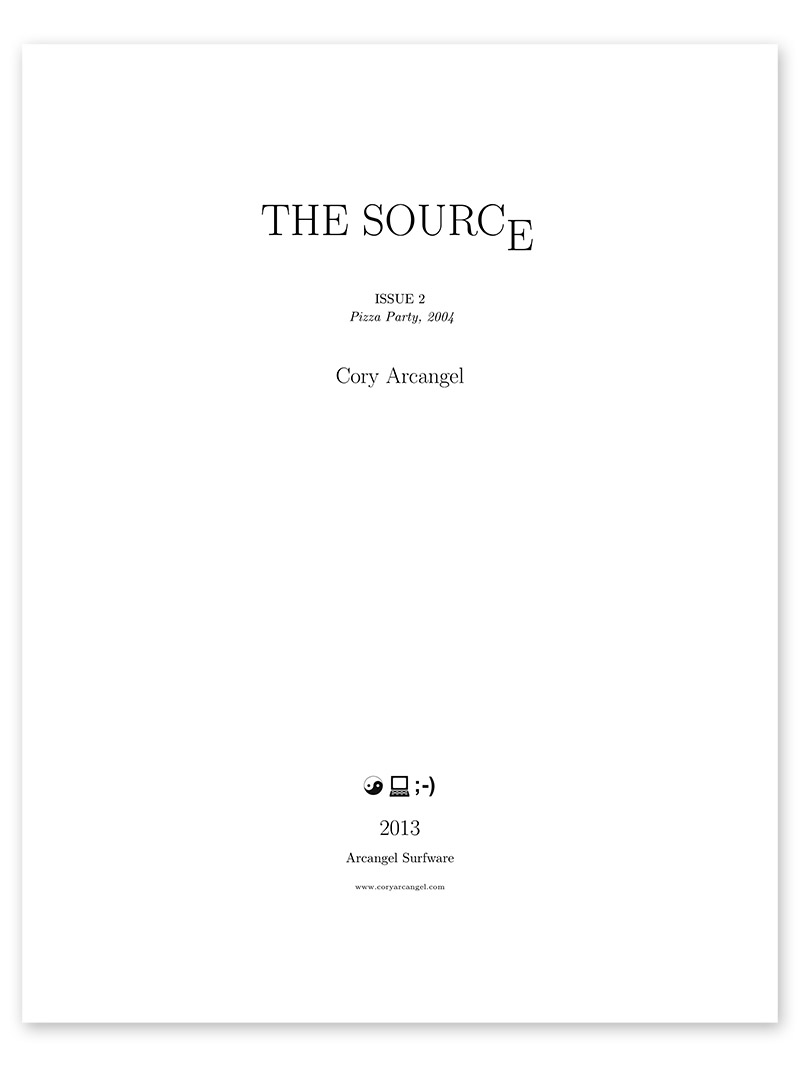 THE SOURCE
ISSUE 2
Pizza Party, 2004
Cory Arcangel
☯ 💻 ;-)
2013
Arcangel Surfware
www.coryarcangel.com